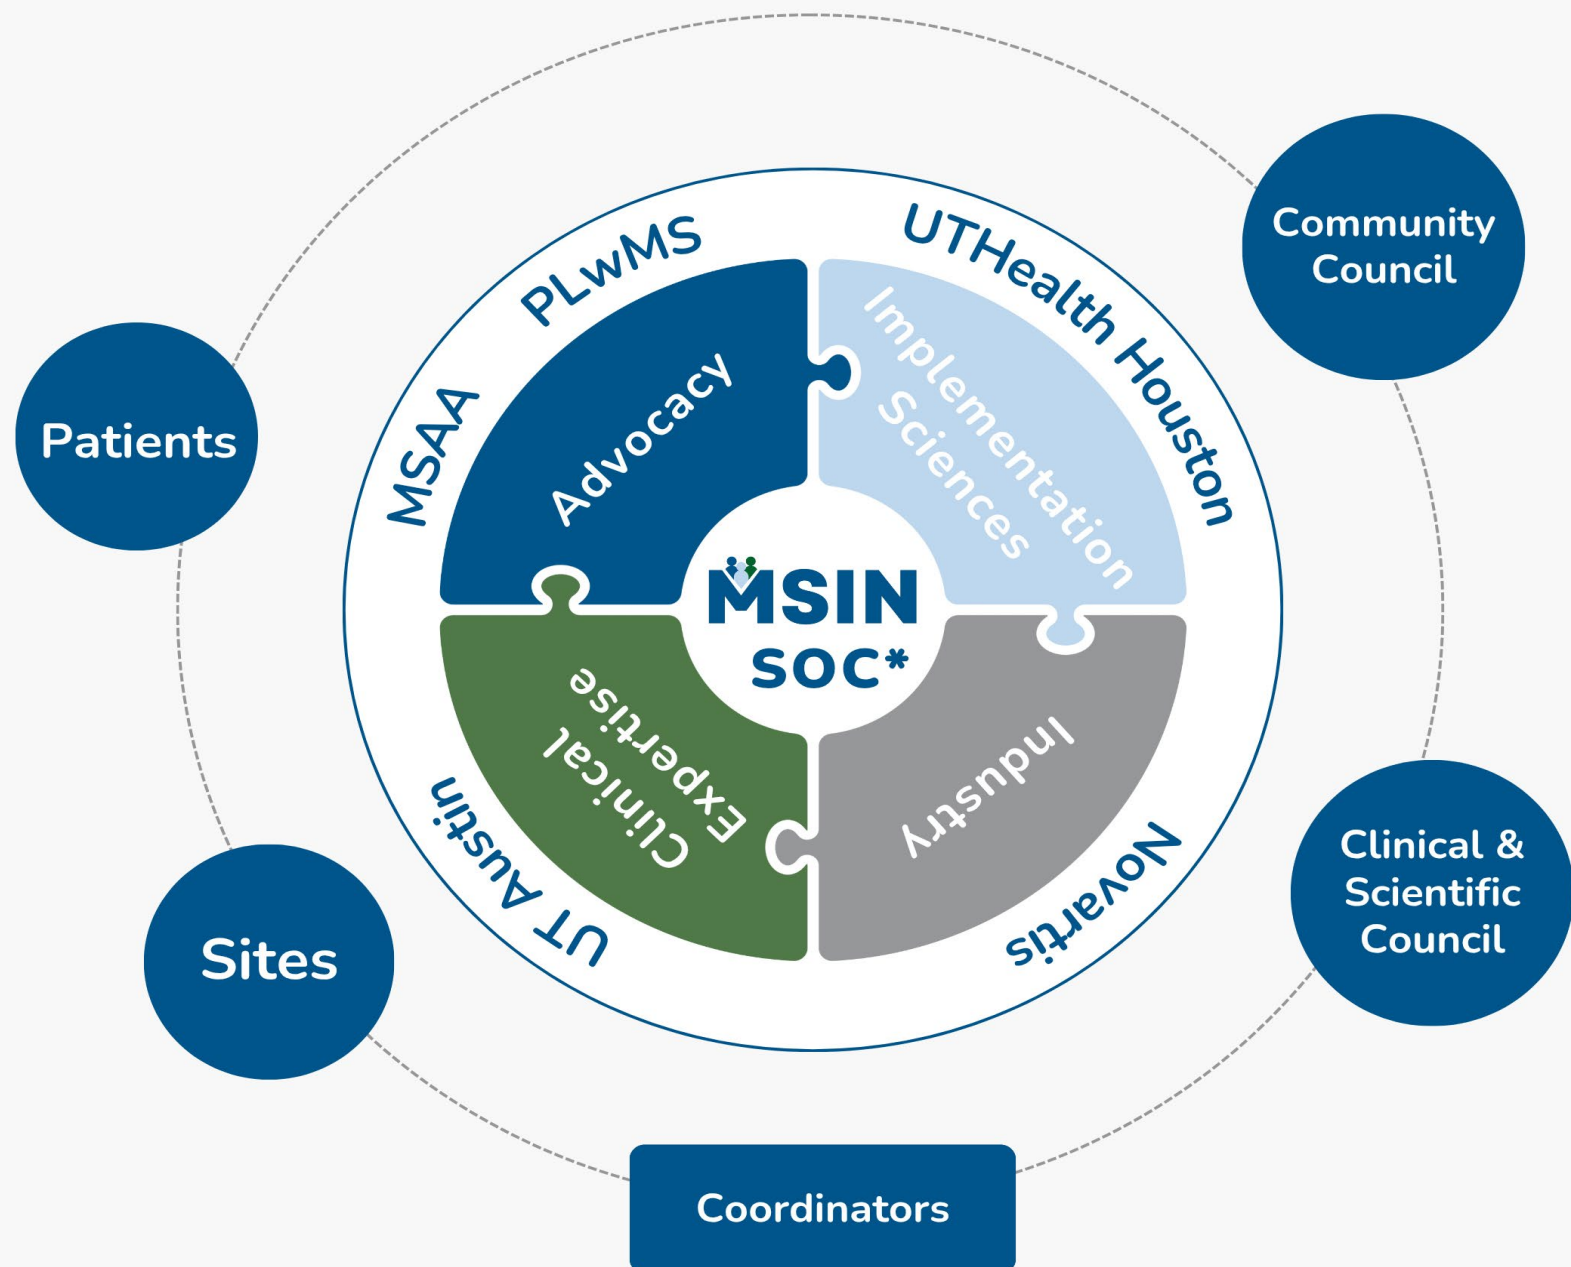 PLwMS
UTHealth Houston
Community
Council
MSAA
Advocacy
Implementation
Sciences
Patients
MSIN
SOC*
Clinical
Expertise
Industry
UT Austin
Novartis
Clinical &
Scientific
Council
Sites
Coordinators